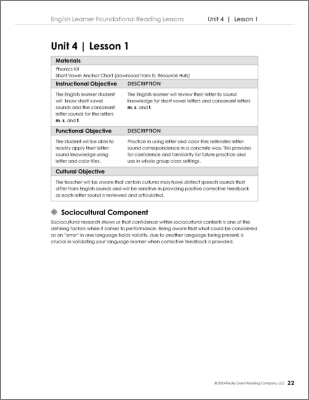 English Learner Foundational Reading Lessons Unit 4 | Lesson 1
Unit 4 | Lesson 1
Materials
Phonics Kit
Short Vowel Anchor Chart (download from EL Resource Hub)
Instructional Objective DESCRIPTION
The English learner student The English learner will review their letter to sound
will know short vowel knowledge for short vowel letters and consonant letters
sounds and the consonant m, s, and t.
letter sounds for the letters
m, s, and t.
Functional Objective DESCRIPTION
The student will be able to Practice in using letter and color tiles reiterates letter-
readily apply their letter- sound correspondence in a concrete way. This provides
sound knowledge using for confidence and familiarity for future practice and
letter and color tiles. use in whole group class settings.
Cultural Objective
The teacher will be aware that certain cultures may have distinct speech sounds that
differ from English sounds and will be sensitive in providing positive corrective feedback
as each letter sound is reviewed and articulated.
Sociocultural Component
Sociocultural research shows us that confidence within sociocultural contexts is one of the
defining factors when it comes to performance. Being aware that what could be considered
as an "error" in one language holds validity, due to another language being present, is
crucial in validating your language learner when corrective feedback is provided.
©2024 Really Great Reading Company, LLC 22